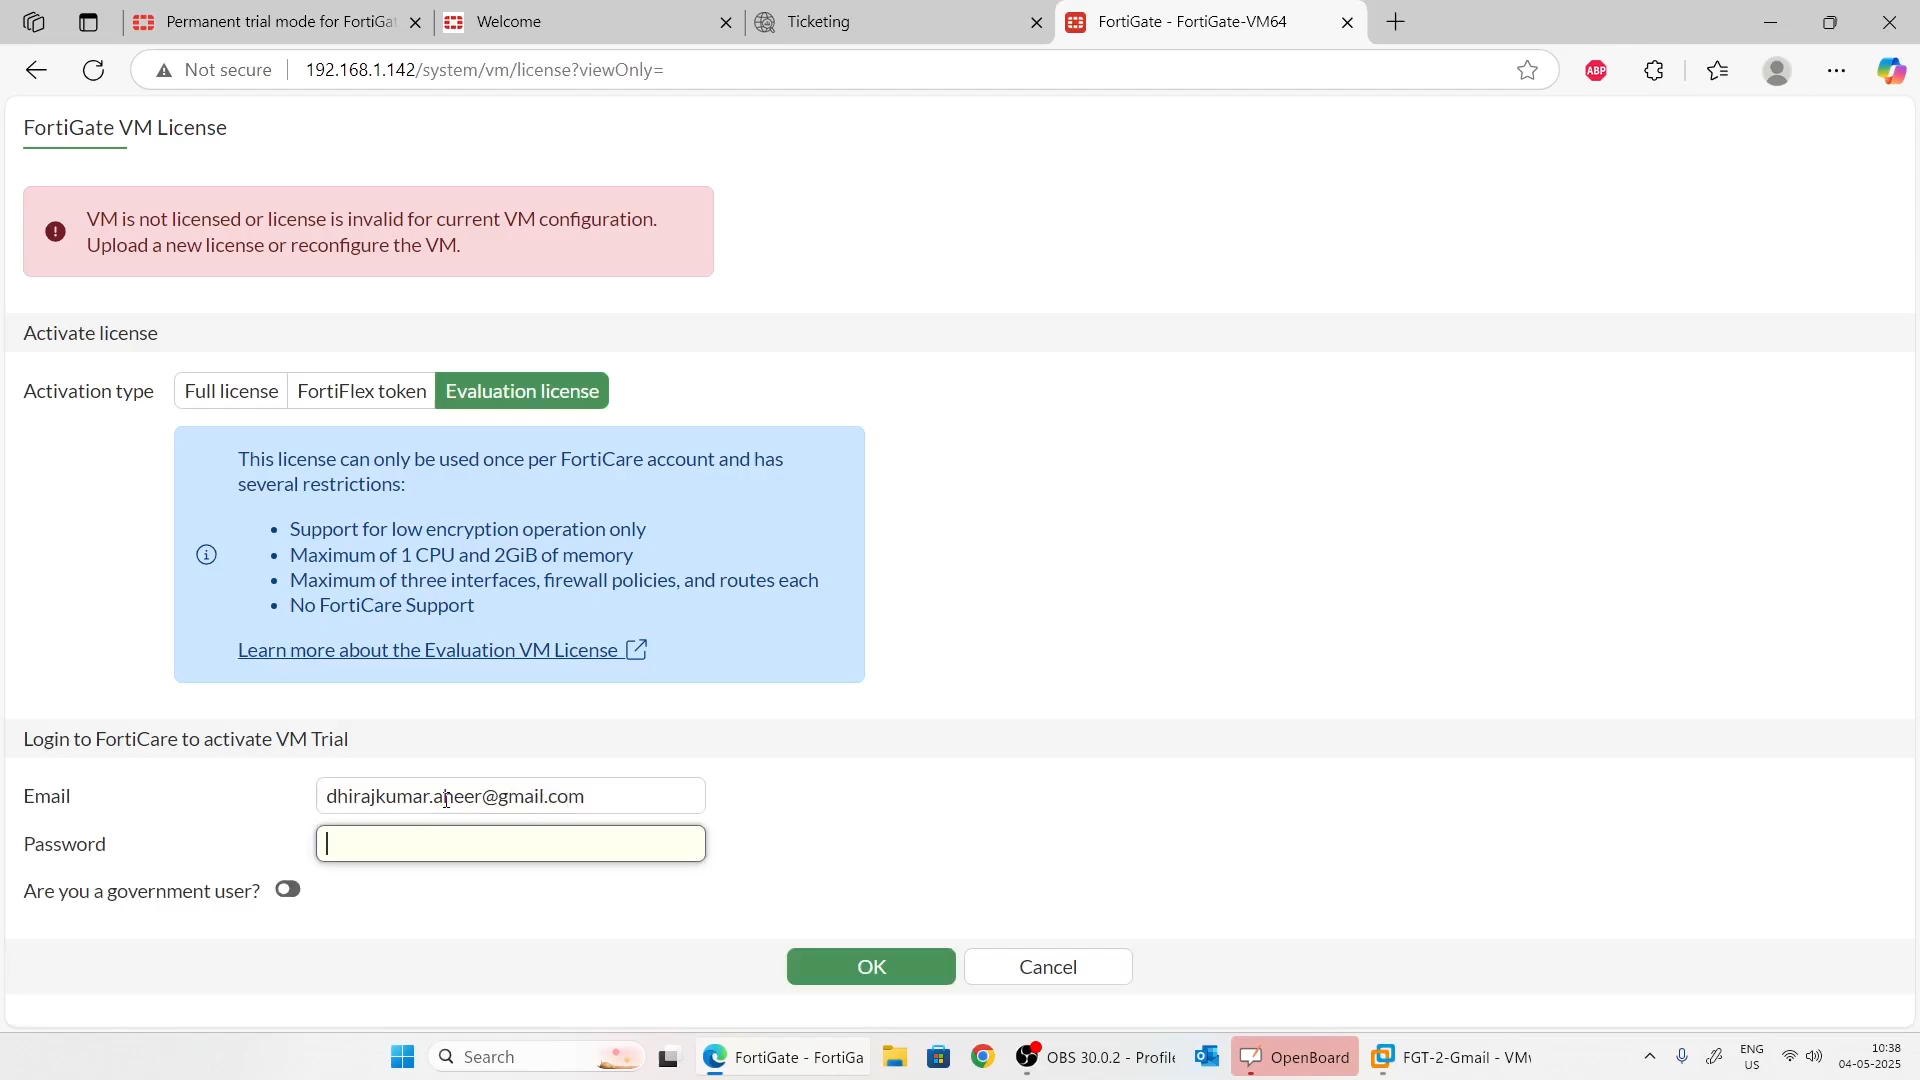 Permanent trial mode for FortiGat
Welcome
Ticketing
FortiGate - FortiGate-VM64
Not secure
192.168.1.142/system/vm/license?viewOnly=
ABP
FortiGate VM License
VM is not licensed or license is invalid for current VM configuration.
Upload a new license or reconfigure the VM.
Activate license
Activation type
Full license
FortiFlex token
Evaluation license
This license can only be used once per FortiCare account and has
several restrictions:
• Support for low encryption operation only
• Maximum of 1 CPU and 2GiB of memory
• Maximum of three interfaces, firewall policies, and routes each
• No FortiCare Support
Learn more about the Evaluation VM License
Login to FortiCare to activate VM Trial
Email
Password
Are you a government user?
OK
Cancel
Search
FortiGate - FortiGa
OBS 30.0.2 - Profile
OpenBoard
FGT-2-Gmail - VMw
ENG
US
10:38
04-05-2025